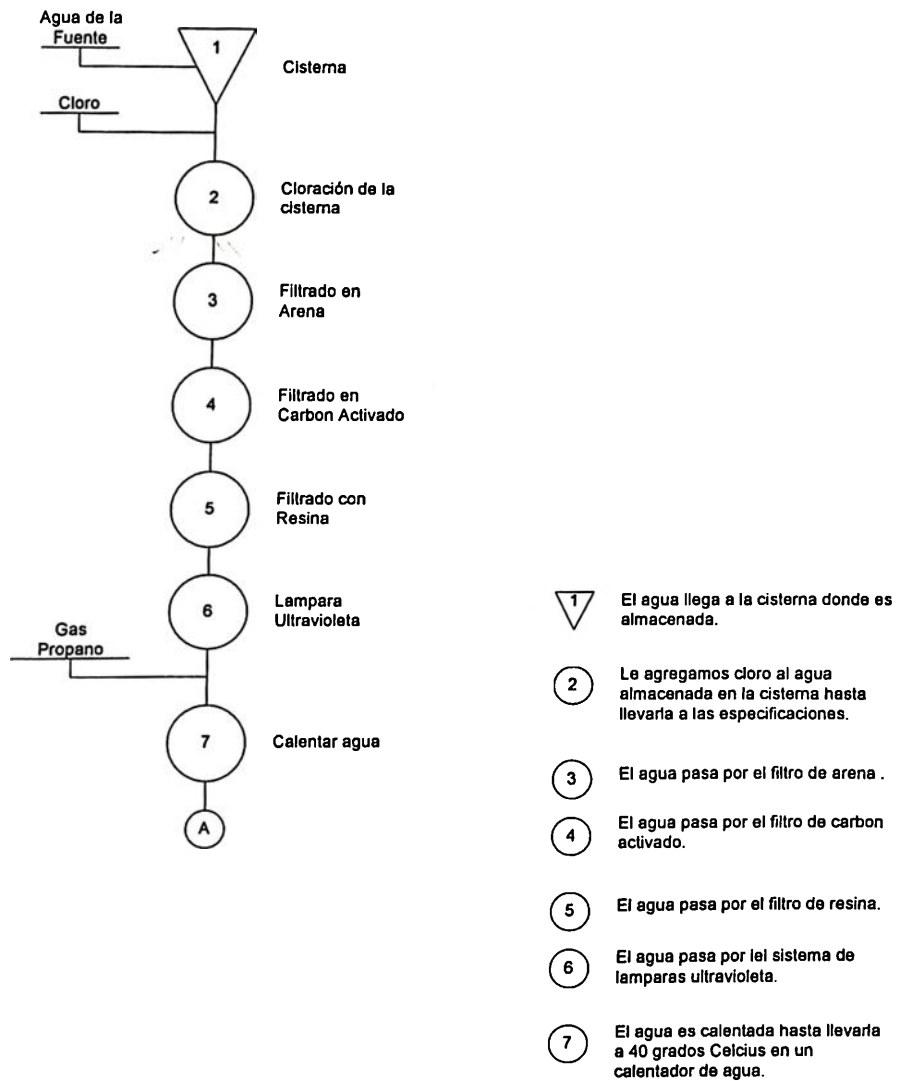 Agua de la
Fuente
1
Cisterna
Cloro
2
Cloración de la
cisterna
3
Filtrado en
Arena
4
Filtrado en
Carbon Activado
5
Filtrado con
Resina
6
Lampara
Ultravioleta
Gas
Propano
7
Calentar agua
A
1
El agua llega a la cisterna donde es
almacenada.
2
Le agregamos cloro al agua
almacenada en la cisterna hasta
llevarla a las especificaciones.
3
El agua pasa por el filtro de arena .
4
El agua pasa por el filtro de carbon
activado.
5
El agua pasa por el filtro de resina.
6
El agua pasa por lel sistema de
lamparas ultravioleta.
7
El agua es calentada hasta llevarla
a 40 grados Celcius en un
calentador de agua.